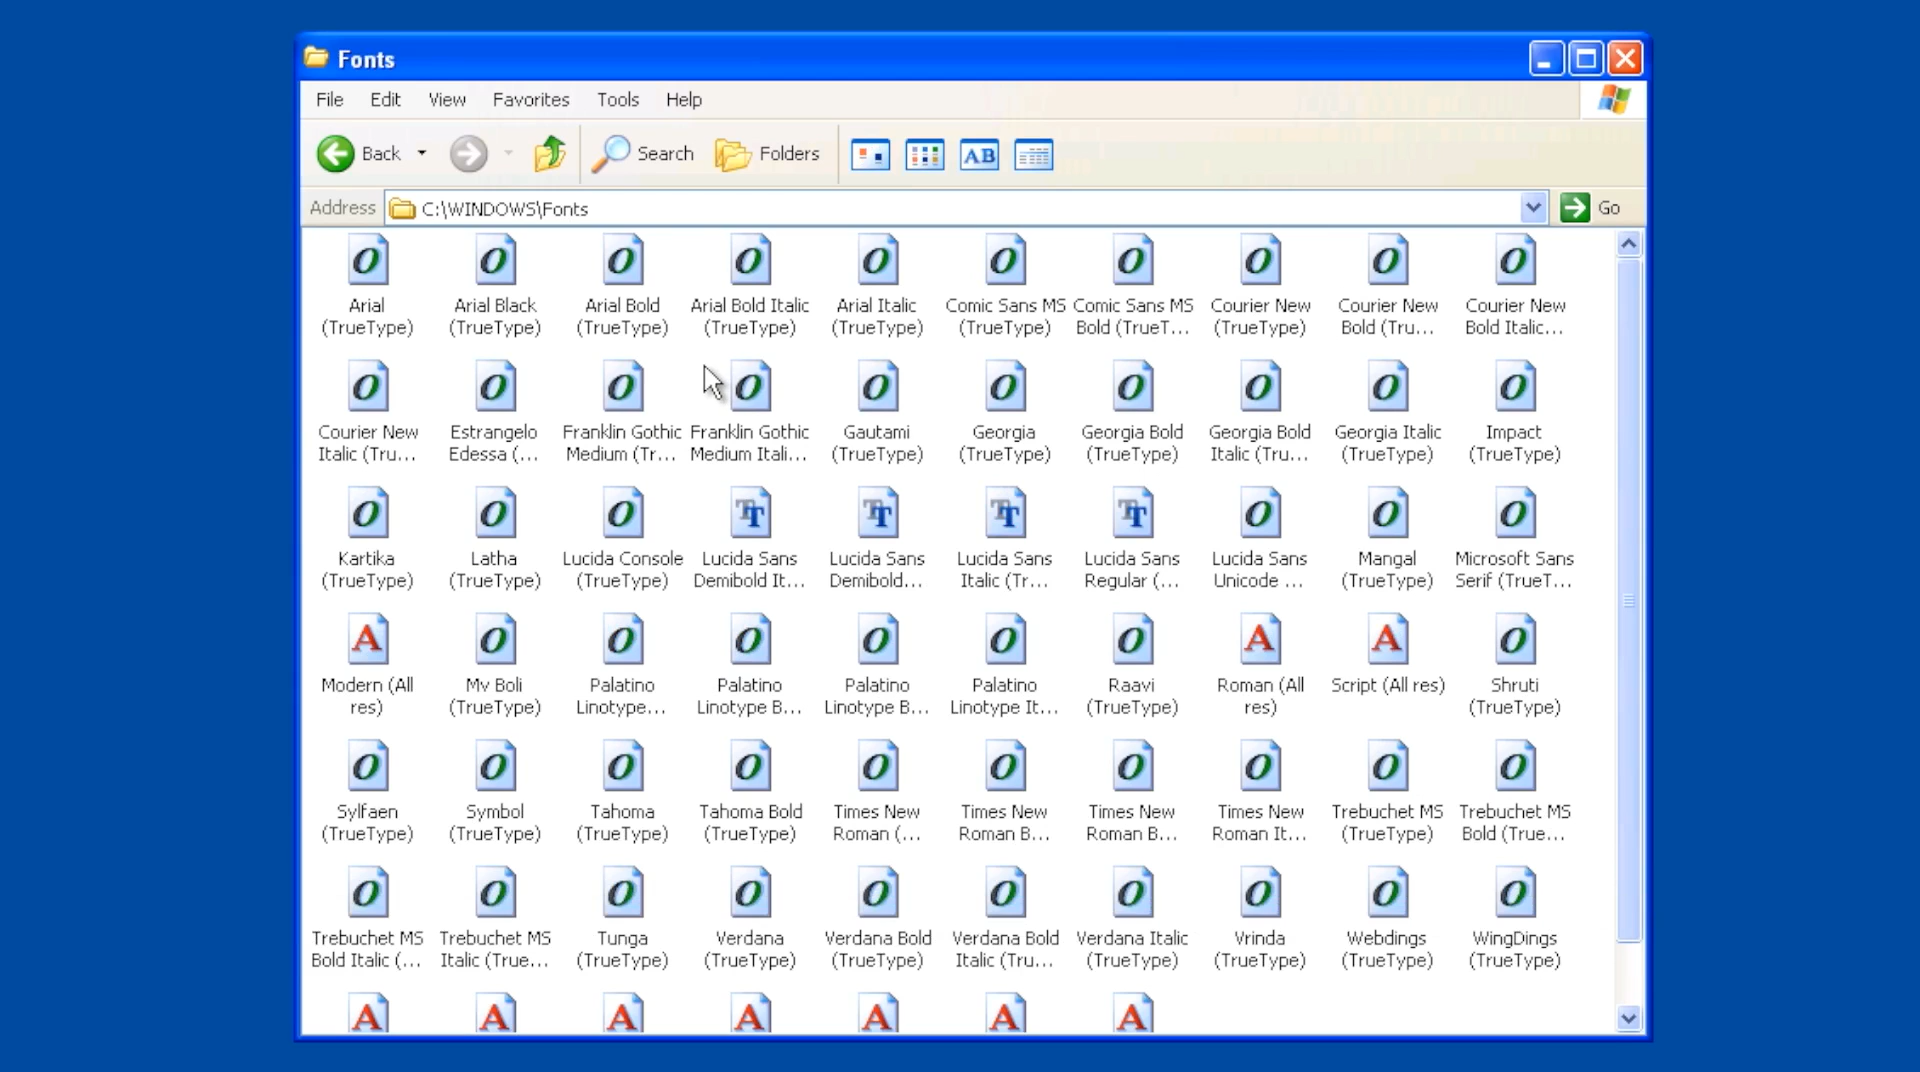 Fonts
File Edit View Favorites Tools Help
Back Search Folders AB
Address C:\WINDOWS\Fonts Go
Arial Arial Black Arial Bold Arial Bold Italic Arial Italic Comic Sans MS Comic Sans MS Courier New Courier New Courier New
(TrueType) (TrueType) (TrueType) (TrueType) (TrueType) (TrueType) Bold (TrueT... (TrueType) Bold (Tru... Bold Italic...
Courier New Estrangelo Franklin Gothic Franklin Gothic Gautami Georgia Georgia Bold Georgia Bold Georgia Italic Impact
Italic (Tru... Edessa (... Medium (Tr... Medium Itali... (TrueType) (TrueType) (TrueType) Italic (Tru... (TrueType) (TrueType)
Kartika Latha Lucida Console Lucida Sans Lucida Sans Lucida Sans Lucida Sans Lucida Sans Mangal Microsoft Sans
(TrueType) (TrueType) (TrueType) Demibold It... Demibold... Italic (Tr... Regular (... Unicode ... (TrueType) Serif (TrueT...
Modern (All Mv Boli Palatino Palatino Palatino Palatino Raavi Roman (All Script (All res) Shruti
res) (TrueType) Linotype... Linotype B... Linotype B... Linotype It... (TrueType) res) (TrueType)
Sylfaen Symbol Tahoma Tahoma Bold Times New Times New Times New Times New Trebuchet MS Trebuchet MS
(TrueType) (TrueType) (TrueType) (TrueType) Roman (... Roman B... Roman B... Roman It... (TrueType) Bold (True...
Trebuchet MS Trebuchet MS Tunga Verdana Verdana Bold Verdana Bold Verdana Italic Vrinda Webdings WingDings
Bold Italic (... Italic (True... (TrueType) (TrueType) (TrueType) Italic (Tru... (TrueType) (TrueType) (TrueType) (TrueType)